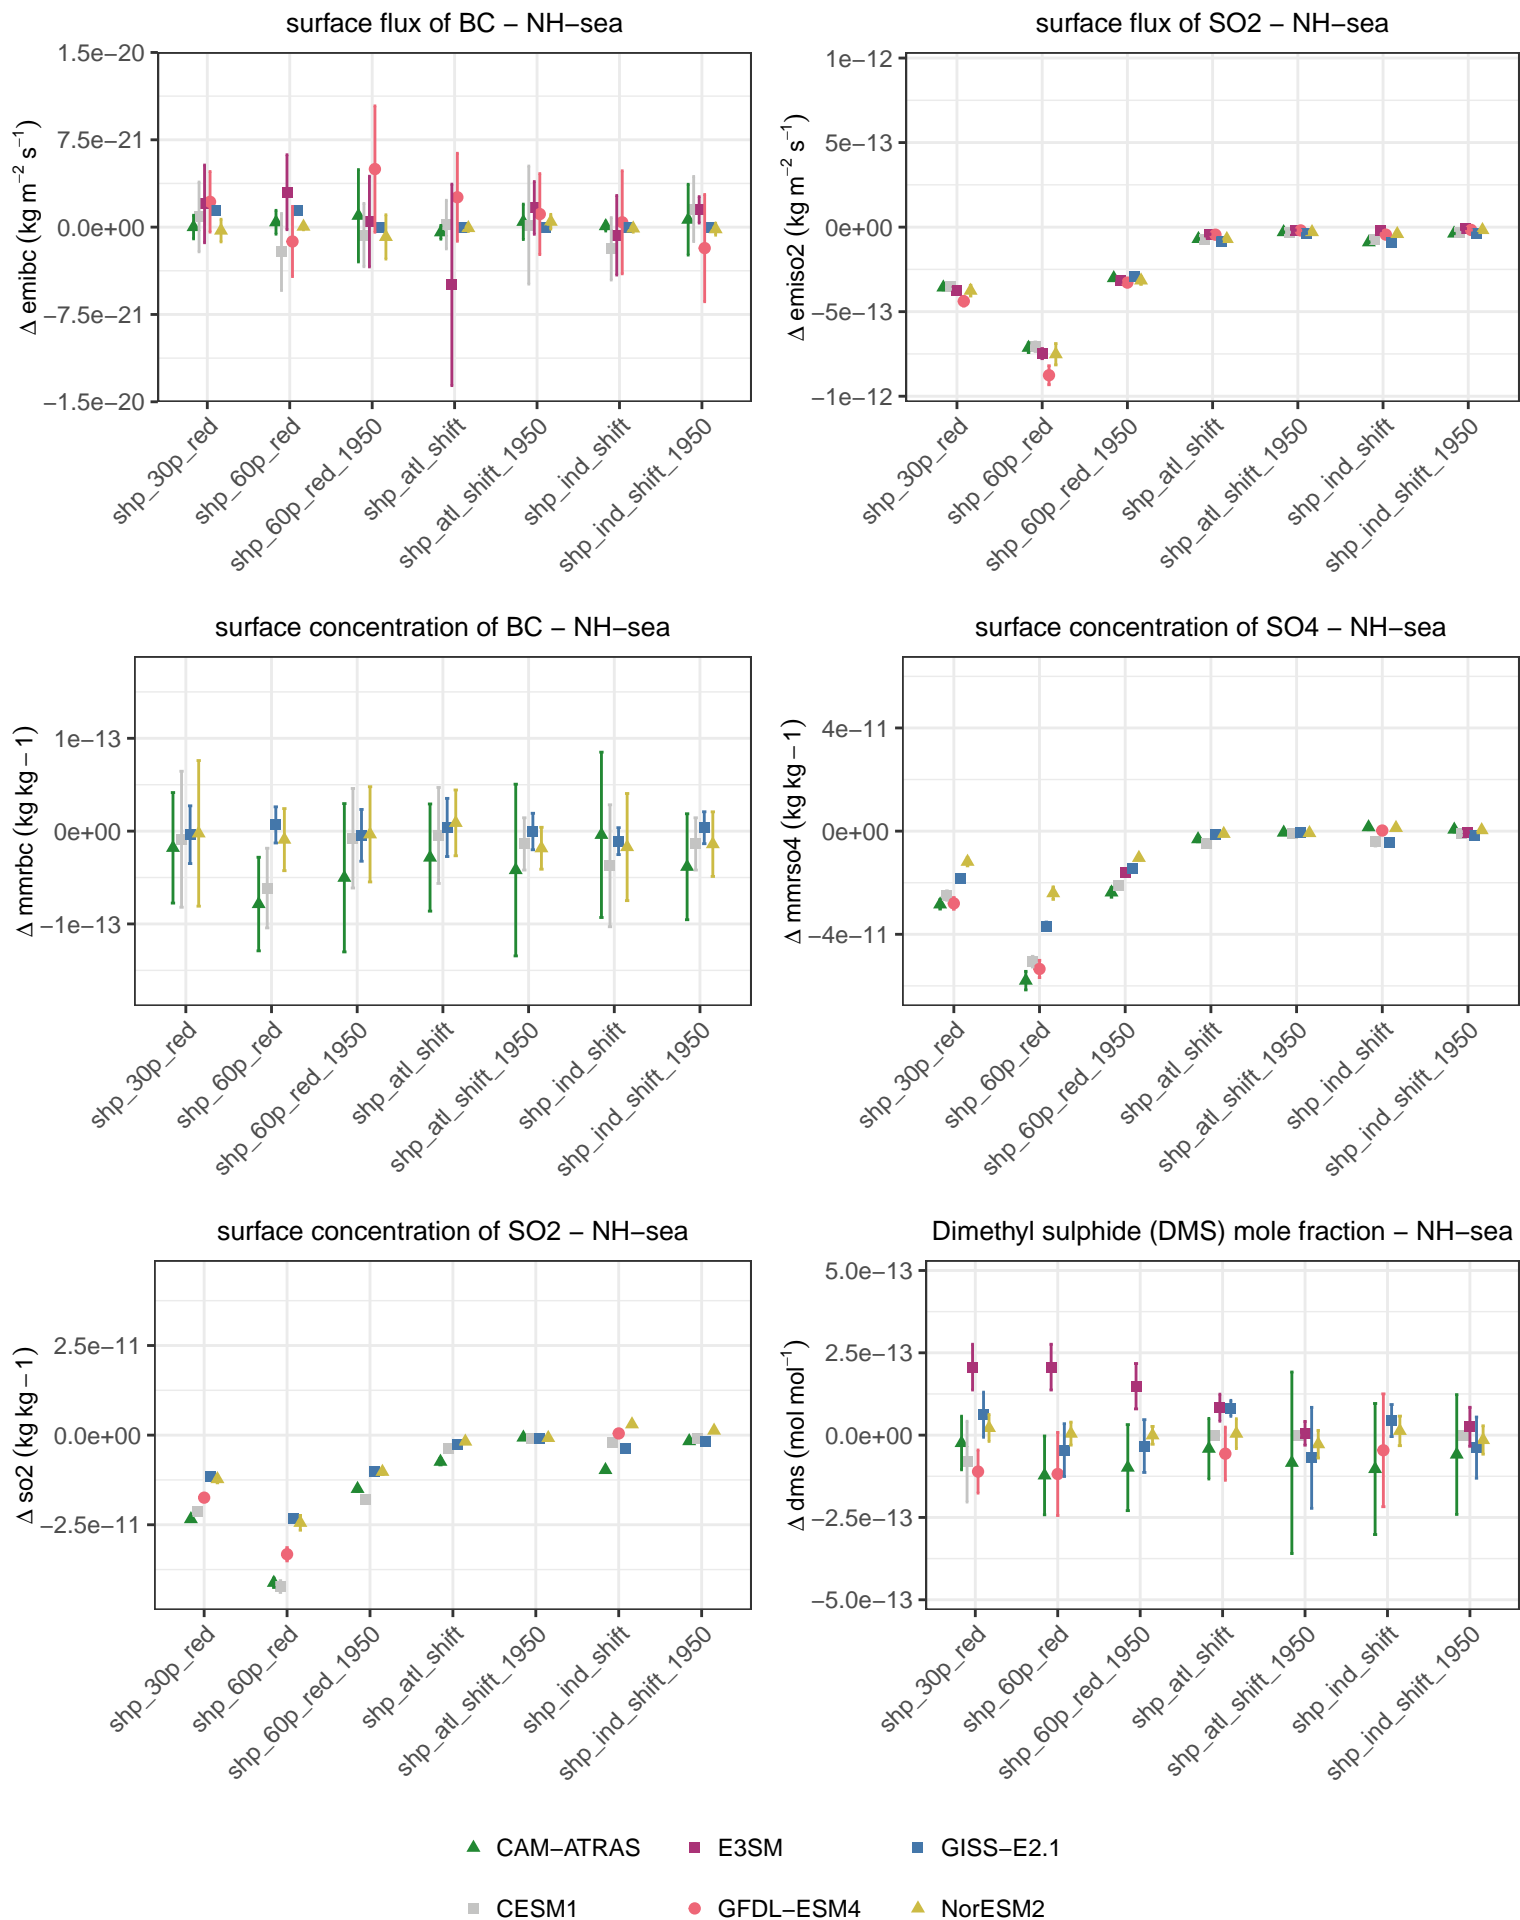 surface flux of BC − NH−sea
Δ emibc (kg m⁻² s⁻¹)
1.5e−20
7.5e−21
0.0e+00
−7.5e−21
−1.5e−20
shp_30p_red
shp_60p_red
shp_60p_red_1950
shp_atl_shift
shp_atl_shift_1950
shp_ind_shift
shp_ind_shift_1950
surface flux of SO2 − NH−sea
Δ emiso2 (kg m⁻² s⁻¹)
1e−12
5e−13
0e+00
−5e−13
−1e−12
shp_30p_red
shp_60p_red
shp_60p_red_1950
shp_atl_shift
shp_atl_shift_1950
shp_ind_shift
shp_ind_shift_1950
surface concentration of BC − NH−sea
Δ mmrbc (kg kg − 1)
1e−13
0e+00
−1e−13
shp_30p_red
shp_60p_red
shp_60p_red_1950
shp_atl_shift
shp_atl_shift_1950
shp_ind_shift
shp_ind_shift_1950
surface concentration of SO4 − NH−sea
Δ mmrso4 (kg kg − 1)
4e−11
0e+00
−4e−11
shp_30p_red
shp_60p_red
shp_60p_red_1950
shp_atl_shift
shp_atl_shift_1950
shp_ind_shift
shp_ind_shift_1950
surface concentration of SO2 − NH−sea
Δ so2 (kg kg − 1)
2.5e−11
0.0e+00
−2.5e−11
shp_30p_red
shp_60p_red
shp_60p_red_1950
shp_atl_shift
shp_atl_shift_1950
shp_ind_shift
shp_ind_shift_1950
Dimethyl sulphide (DMS) mole fraction − NH−sea
Δ dms (mol mol⁻¹)
5.0e−13
2.5e−13
0.0e+00
−2.5e−13
−5.0e−13
shp_30p_red
shp_60p_red
shp_60p_red_1950
shp_atl_shift
shp_atl_shift_1950
shp_ind_shift
shp_ind_shift_1950
CAM−ATRAS E3SM GISS−E2.1
CESM1 GFDL−ESM4 NorESM2